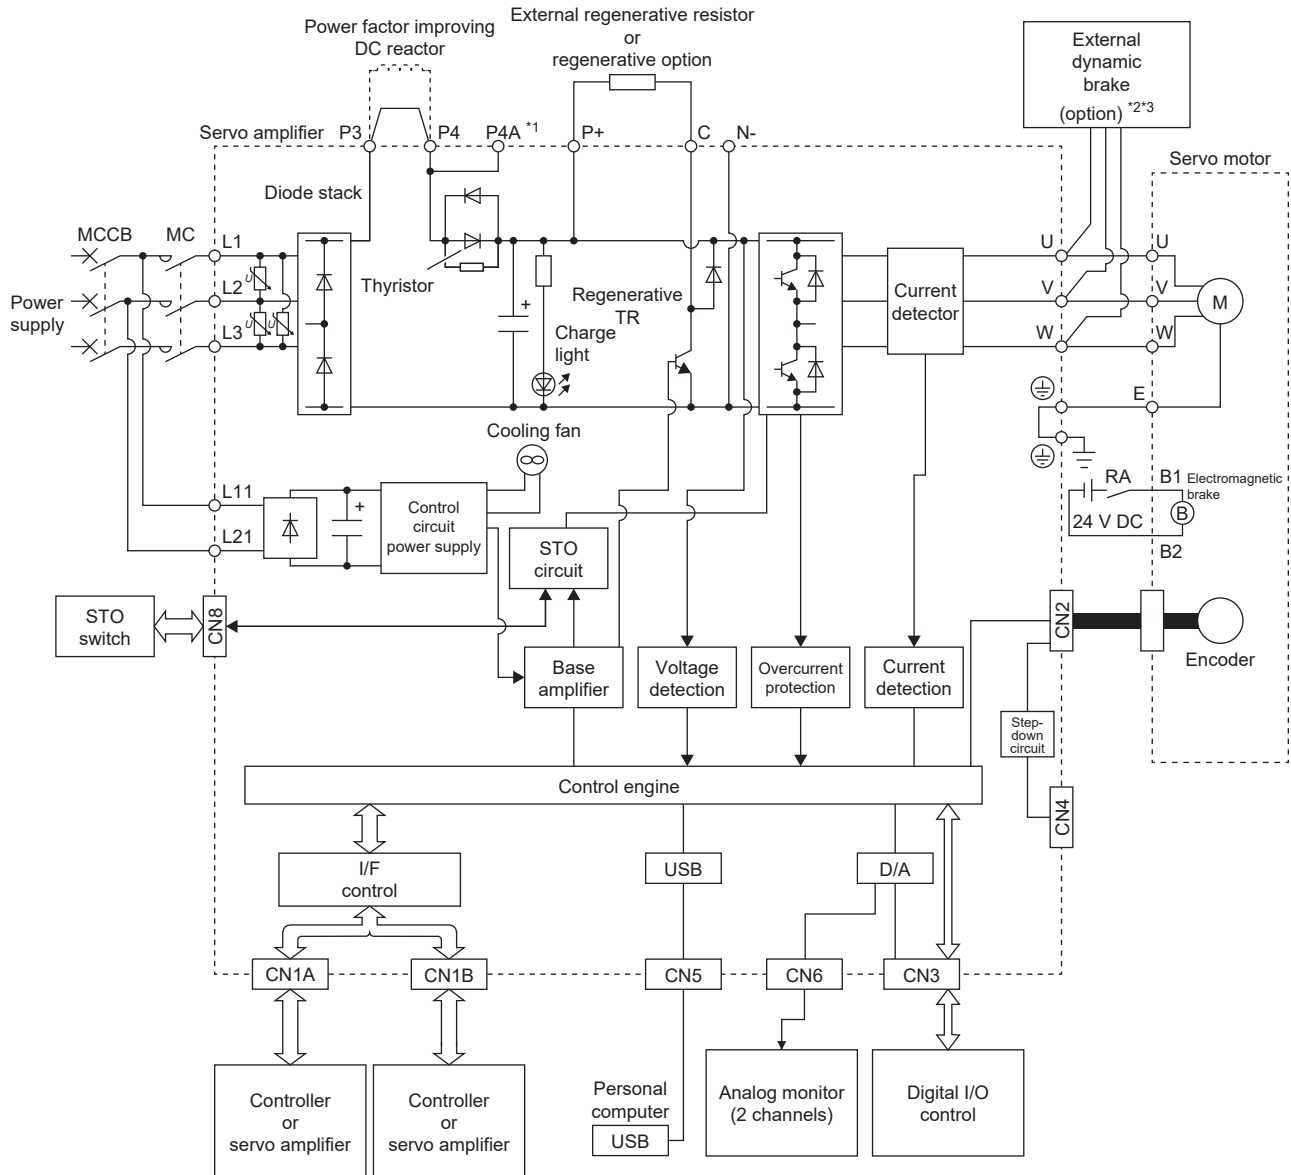 External regenerative resistor
or
regenerative option
Power factor improving
DC reactor
External
dynamic
brake
(option) *2*3
Servo amplifier
P3
P4
P4A *1
P+
C
N-
Servo motor
Diode stack
MCCB
MC
L1
L2
L3
Power
supply
U
U
U
Thyristor
+
Charge
light
Regenerative
TR
Current
detector
U
V
W
U
V
W
M
E
Cooling fan
L11
L21
+
Control
circuit
power supply
STO
circuit
RA
24 V DC
B1
Electromagnetic
brake
B
B2
STO
switch
CN8
CN2
Encoder
Base
amplifier
Voltage
detection
Overcurrent
protection
Current
detection
Step-
down
circuit
CN4
Control engine
I/F
control
USB
D/A
CN1A
CN1B
CN5
CN6
CN3
Controller
or
servo amplifier
Controller
or
servo amplifier
Personal
computer
USB
Analog monitor
(2 channels)
Digital I/O
control